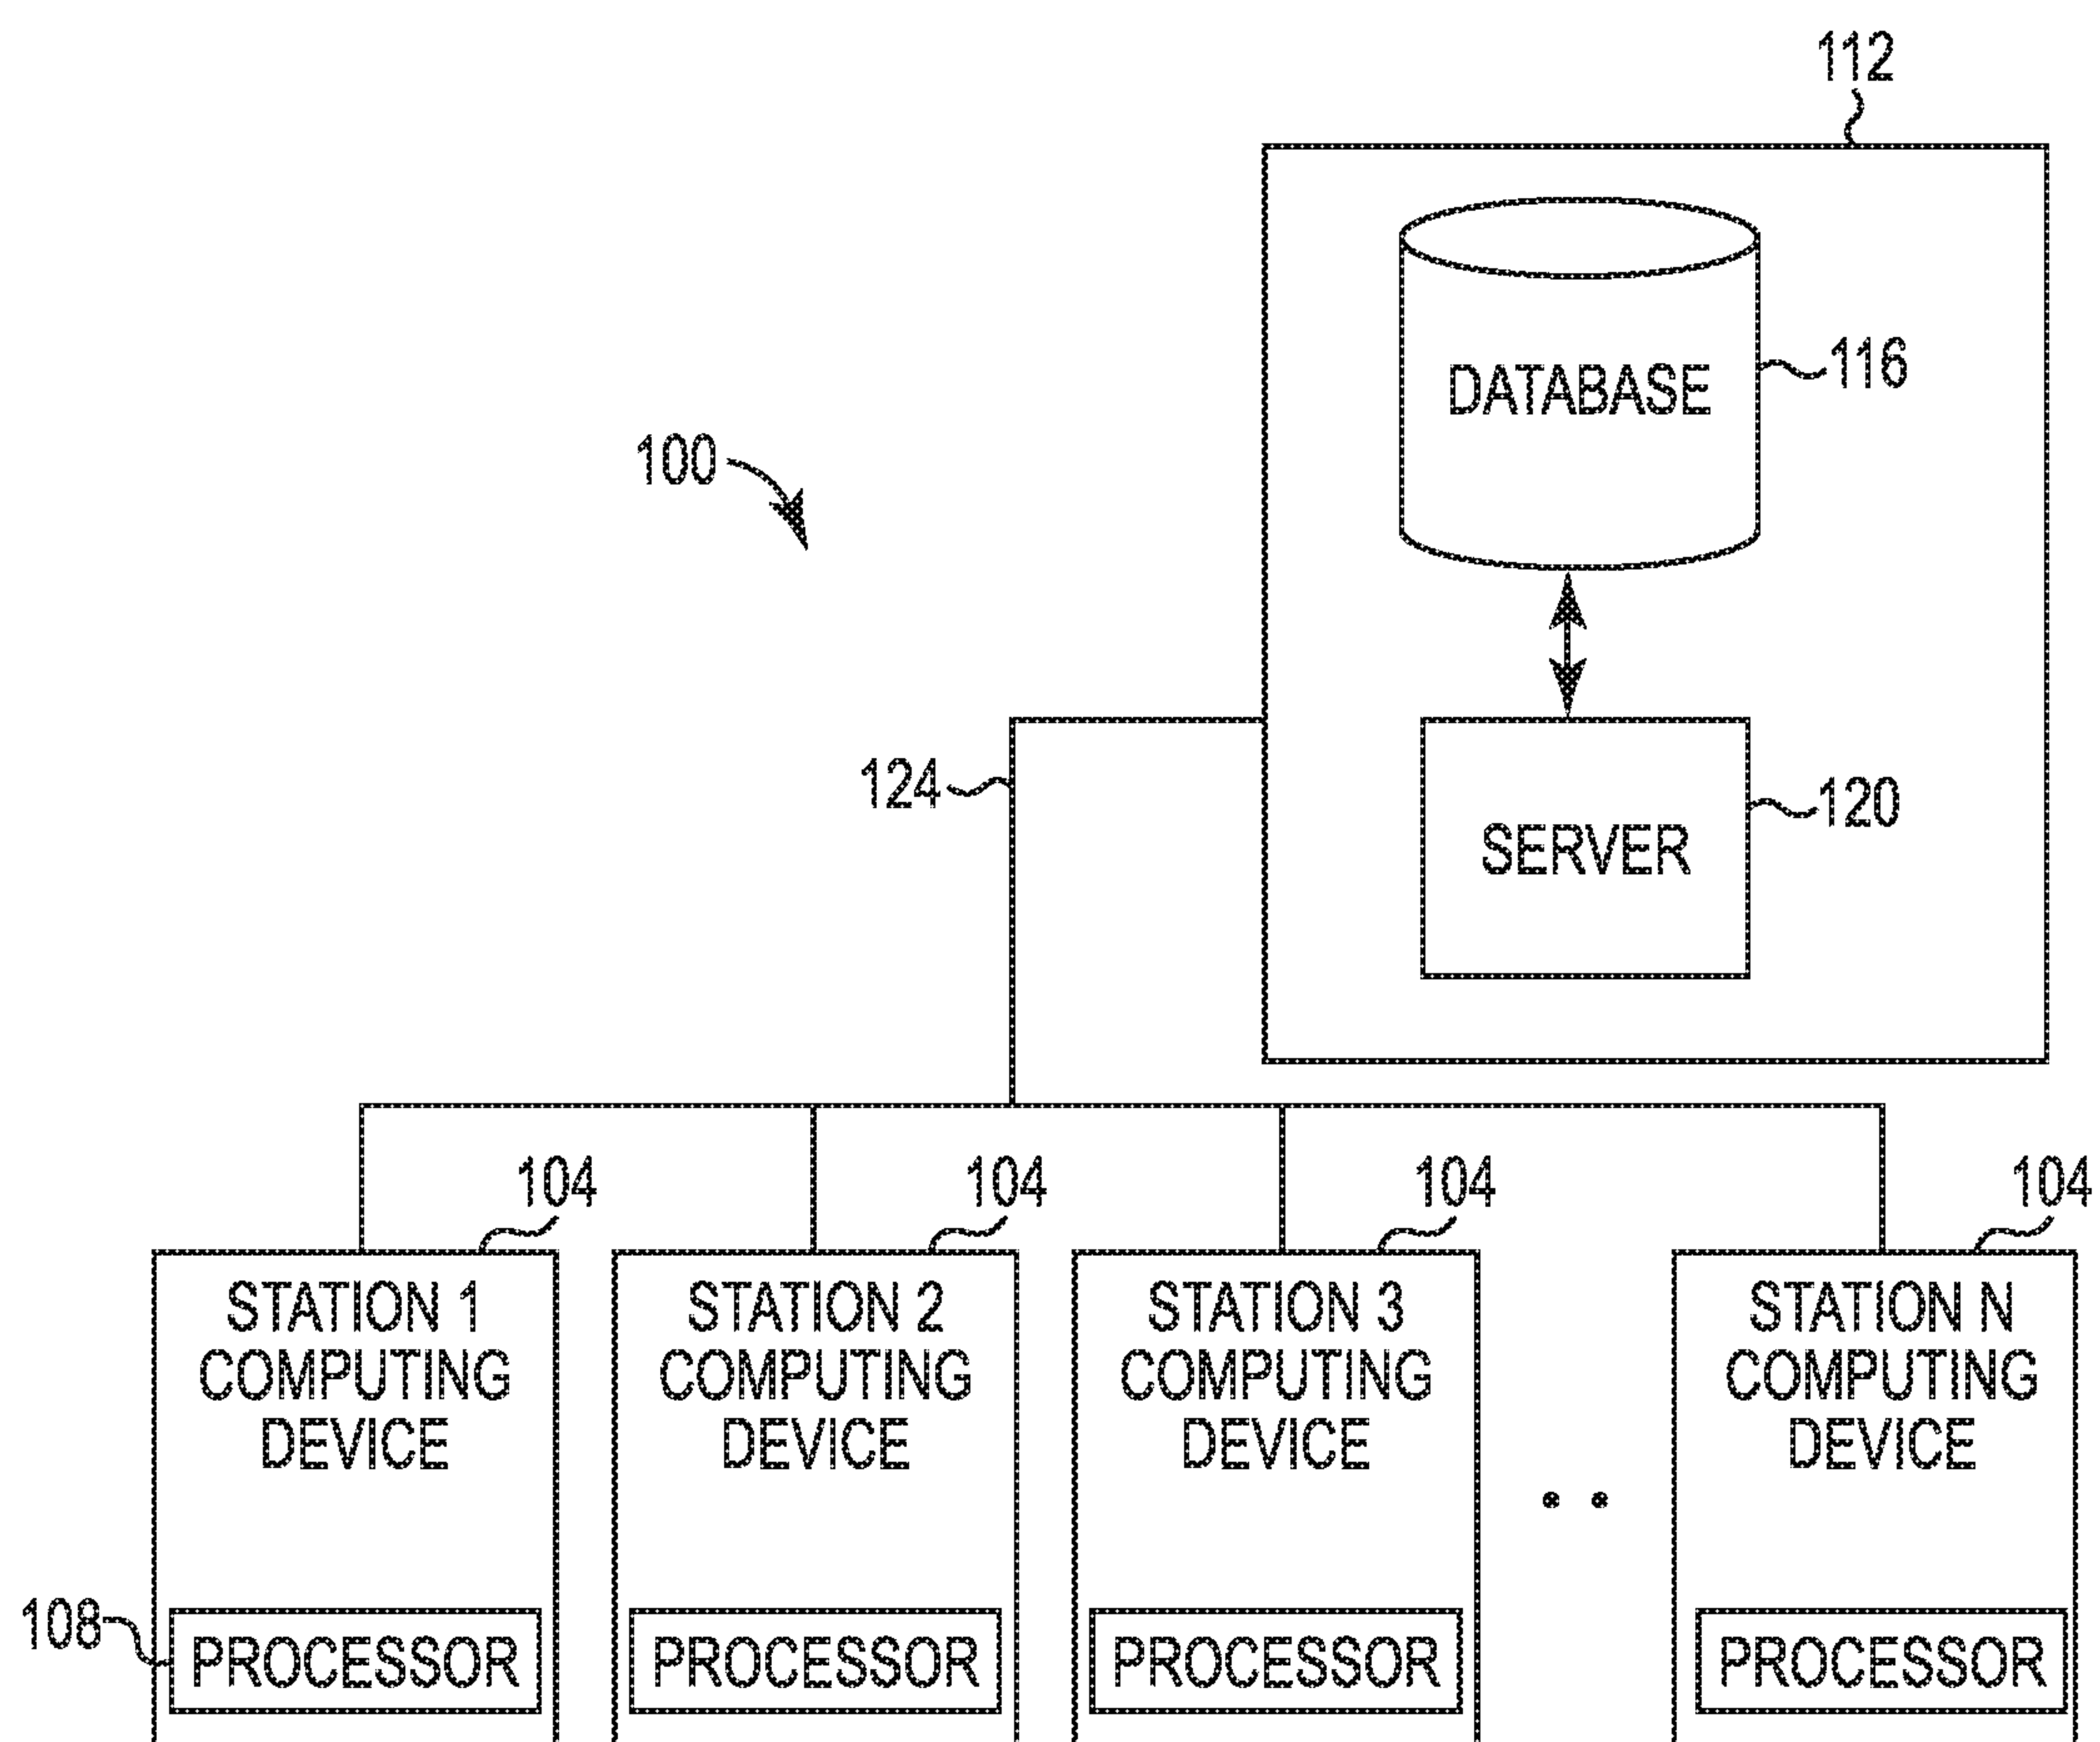 112
DATABASE
116
100
124
120
SERVER
104
104
104
104
STATION 1
COMPUTING
DEVICE
STATION 2
COMPUTING
DEVICE
STATION 3
COMPUTING
DEVICE
STATION N
COMPUTING
DEVICE
108
PROCESSOR
PROCESSOR
PROCESSOR
PROCESSOR